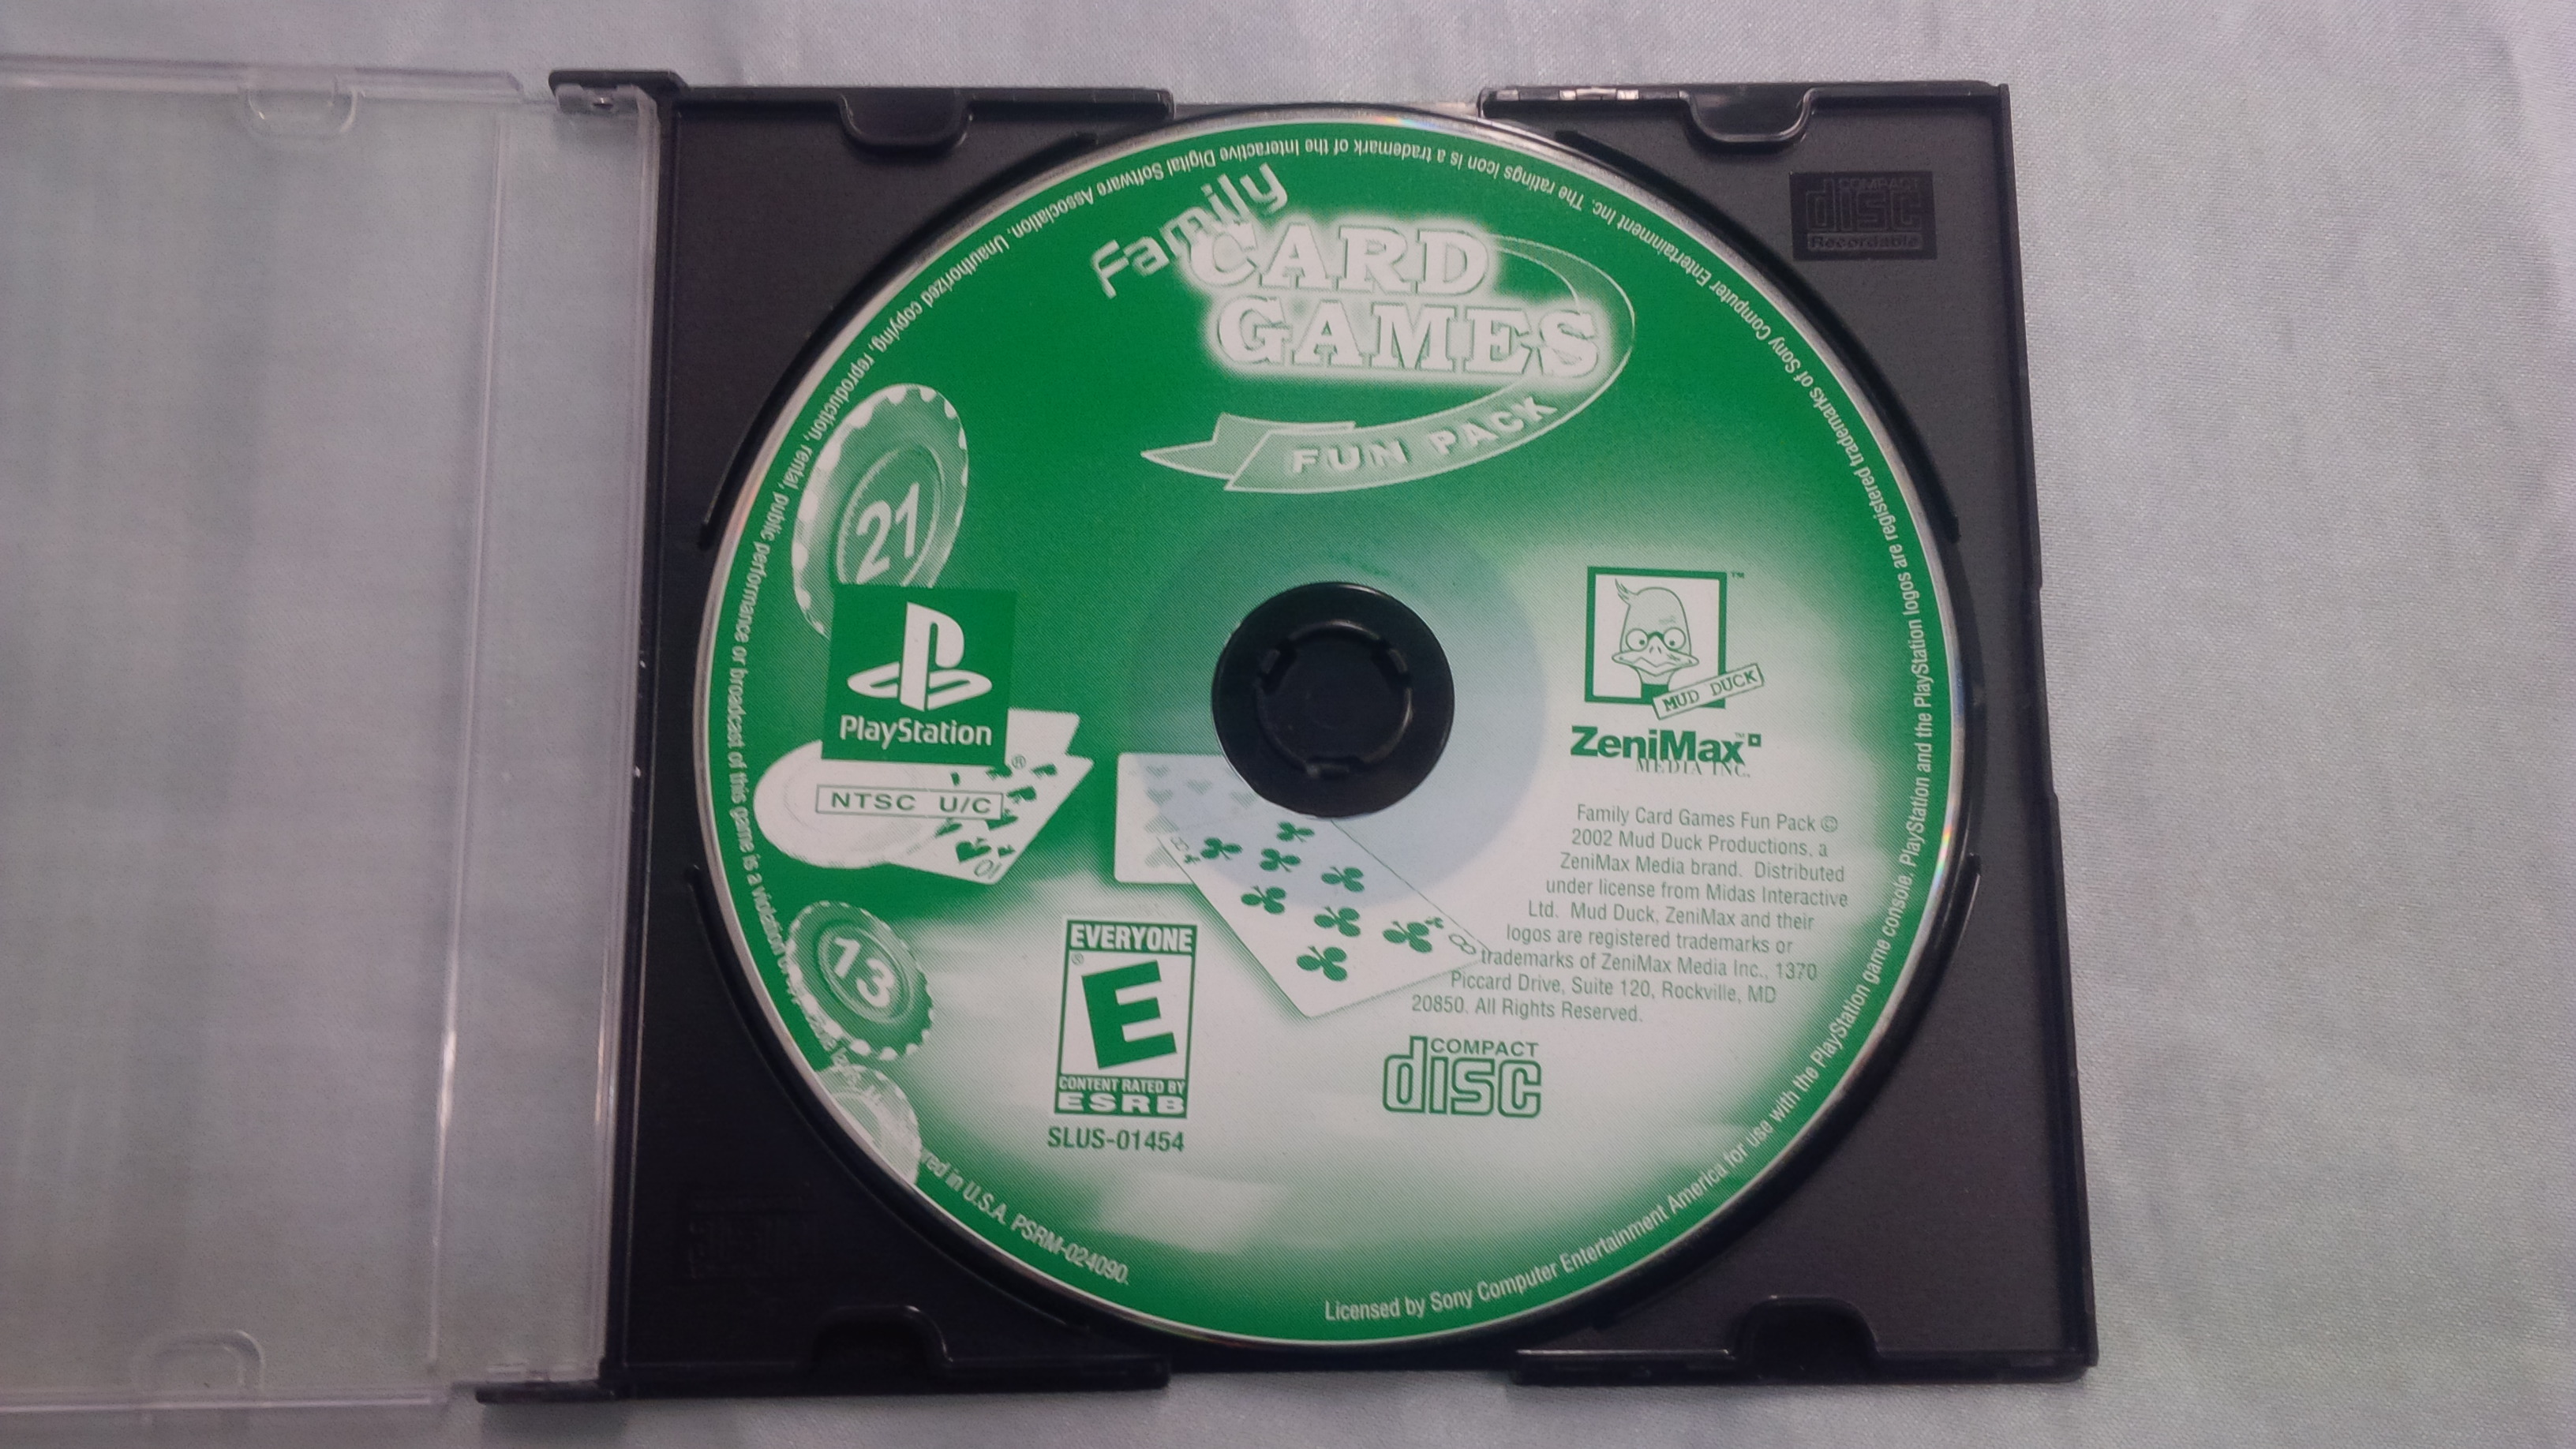 Family
CARD
GAMES
FUN PACK
21
PlayStation
®
NTSC U/C
10
13
MUD DUCK
™
ZeniMax™
MEDIA INC.
Family Card Games Fun Pack ©
2002 Mud Duck Productions, a
ZeniMax Media brand. Distributed
under license from Midas Interactive
Ltd. Mud Duck, ZeniMax and their
logos are registered trademarks or
trademarks of ZeniMax Media Inc., 1370
Piccard Drive, Suite 120, Rockville, MD
20850. All Rights Reserved.
8
8
EVERYONE
®
E
CONTENT RATED BY
ESRB
SLUS-01454
COMPACT
disc
Licensed by Sony Computer Entertainment America for use with the PlayStation game console. PlayStation and the PlayStation logos are registered trademarks of Sony Computer Entertainment Inc. The ratings icon is a trademark of the Interactive Digital Software Association. Unauthorized copying, reproduction, rental, public performance or broadcast of this game is a violation
in U.S.A. PSRM-024090.
COMPACT
disc
Recordable